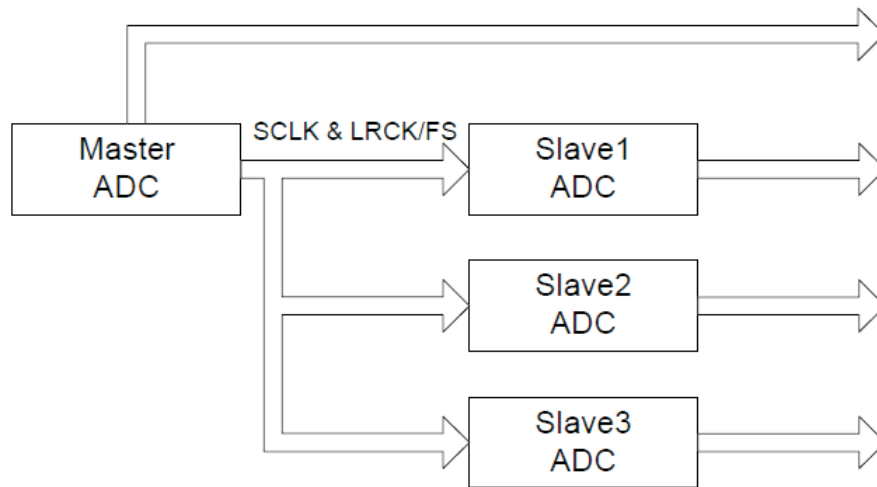 SCLK & LRCK/FS
Master
ADC
Slave1
ADC
Slave2
ADC
Slave3
ADC